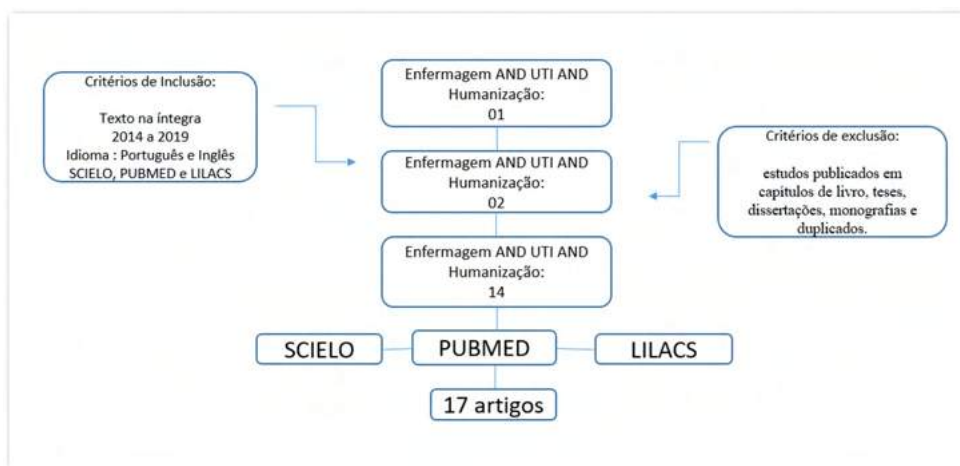 Critérios de Inclusão:
Texto na íntegra
2014 a 2019
Idioma : Português e Inglês
SCIELO, PUBMED e LILACS
Enfermagem AND UTI AND
Humanização:
01
Enfermagem AND UTI AND
Humanização:
02
Enfermagem AND UTI AND
Humanização:
14
Critérios de exclusão:
estudos publicados em
capítulos de livro, teses,
dissertações, monografias e
duplicados.
SCIELO
PUBMED
LILACS
17 artigos